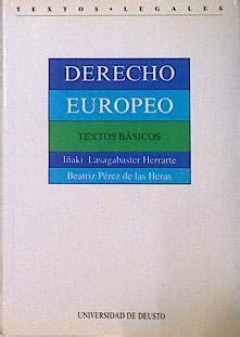 TEXTOS • LEGALES
DERECHO
EUROPEO
TEXTOS BÁSICOS
Iñaki Lasagabaster Herrarte
Beatriz Pérez de las Heras
UNIVERSIDAD DE DEUSTO